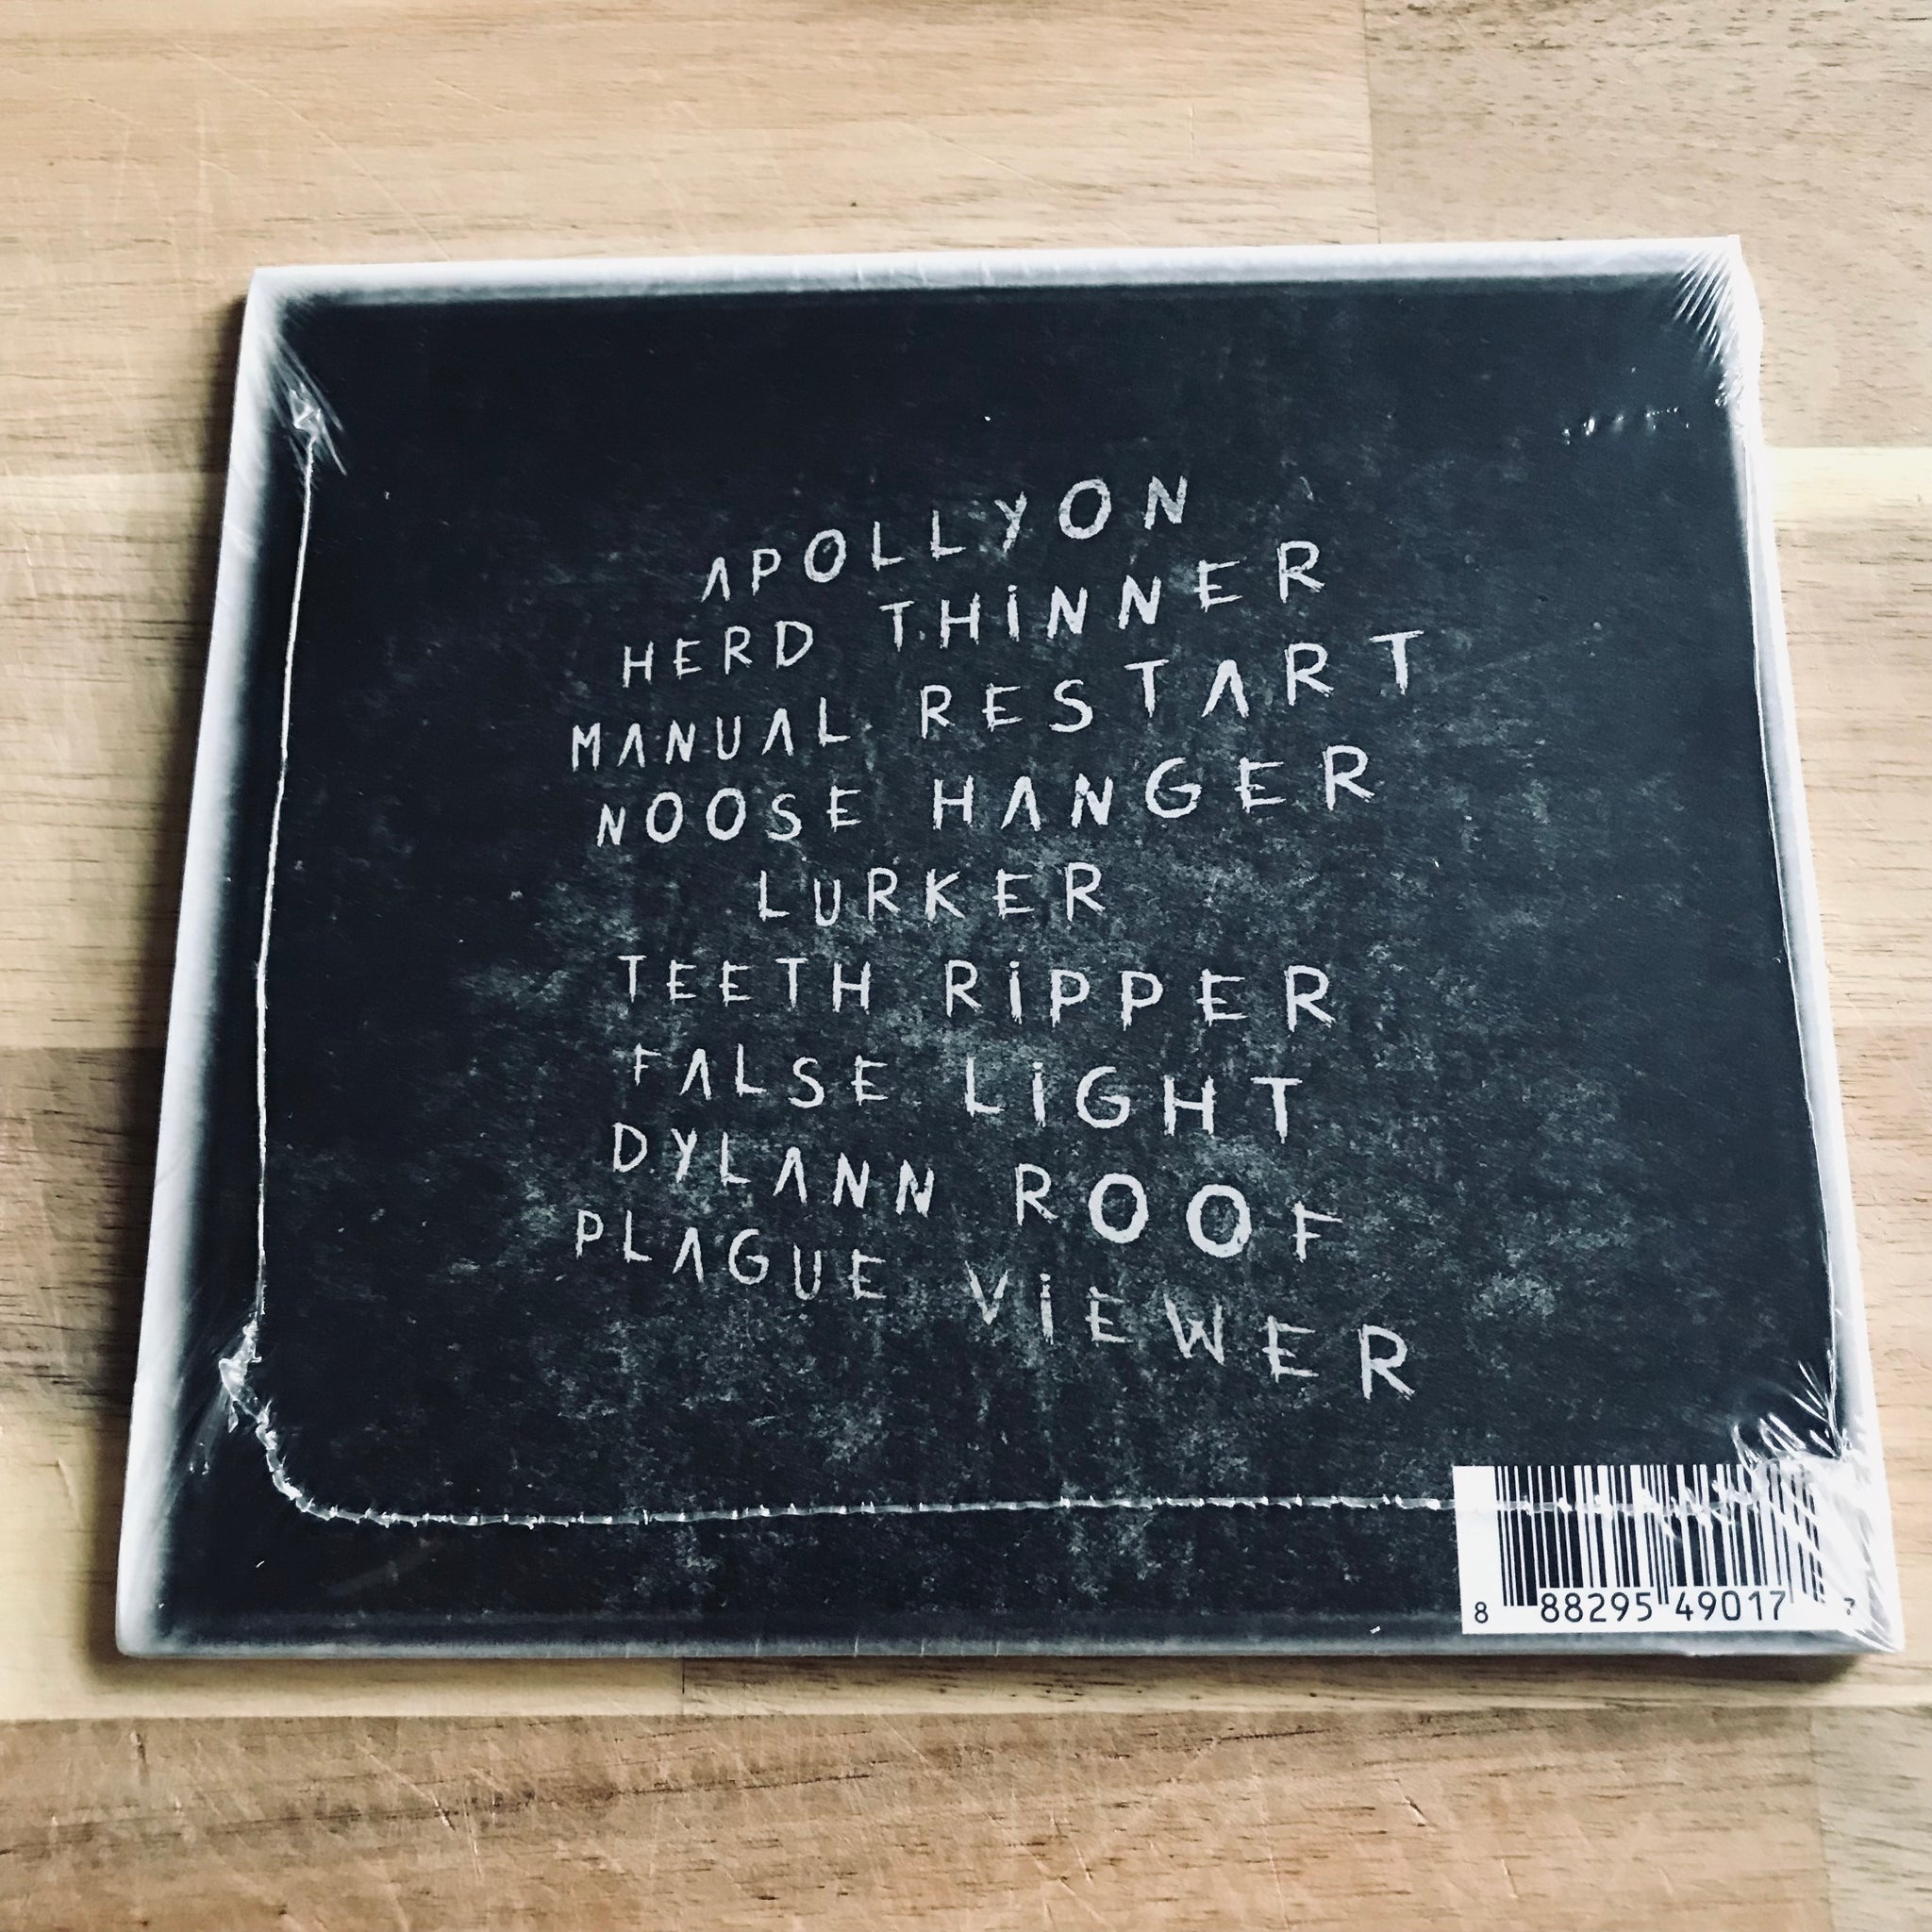 APOLLYON
HERD THINNER
MANUAL RESTART
NOOSE HANGER
LURKER
TEETH RIPPER
FALSE LIGHT
DYLANN ROOF
PLAGUE VIEWER
8 88295 49017 7